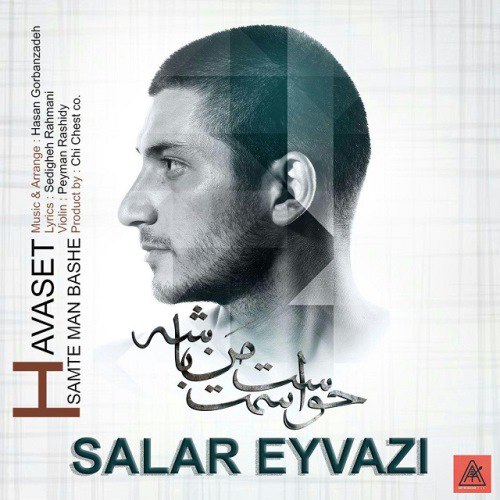 Music & Arrange : Hasan Gorbanzadeh
Lyrics : Sedigheh Rahmani
Violin : Peyman Rashidy
Product by : Chi Chest co.
HAVASET
SAMTE MAN BASHE
حواست سمت من باشه
SALAR EYVAZI